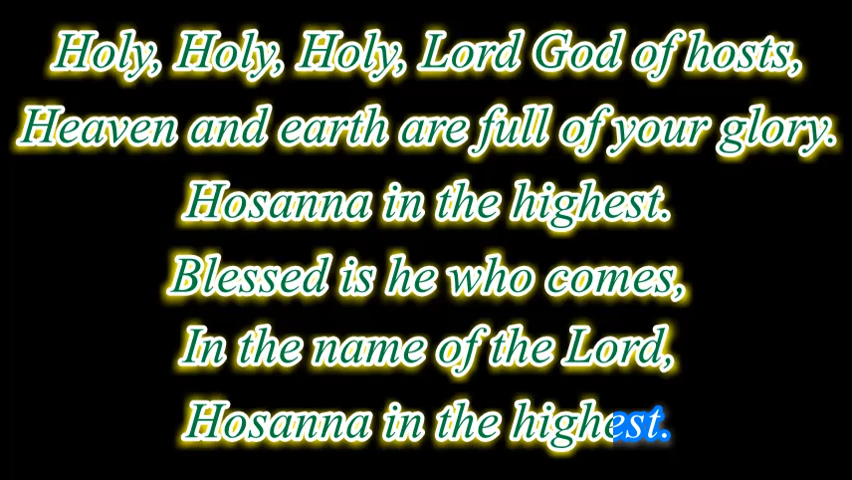 Holy, Holy, Holy, Lord God of hosts,
Heaven and earth are full of your glory.
Hosanna in the highest.
Blessed is he who comes,
In the name of the Lord,
Hosanna in the highest.